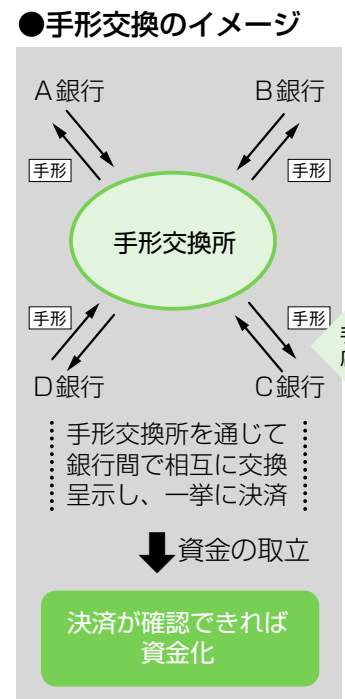 ●手形交換のイメージ
A銀行
B銀行
手形
手形
手形交換所
手形
手形
D銀行
C銀行
手形交換所を通じて
銀行間で相互に交換
呈示し、一挙に決済
資金の取立
決済が確認できれば
資金化